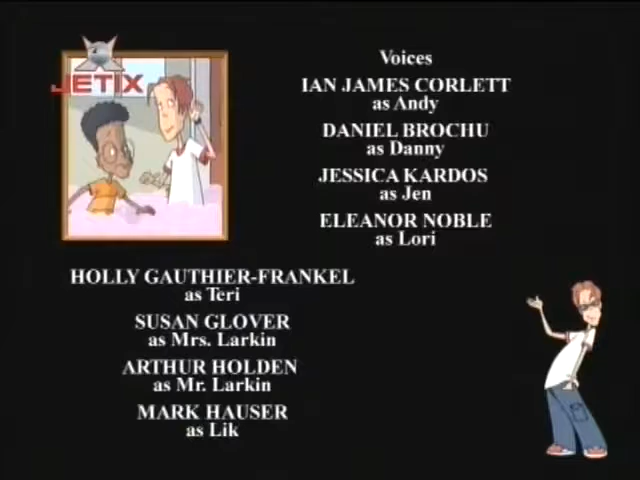 JETIX
Voices
IAN JAMES CORLETT
as Andy
DANIEL BROCHU
as Danny
JESSICA KARDOS
as Jen
ELEANOR NOBLE
as Lori
HOLLY GAUTHIER-FRANKEL
as Teri
SUSAN GLOVER
as Mrs. Larkin
ARTHUR HOLDEN
as Mr. Larkin
MARK HAUSER
as Lik